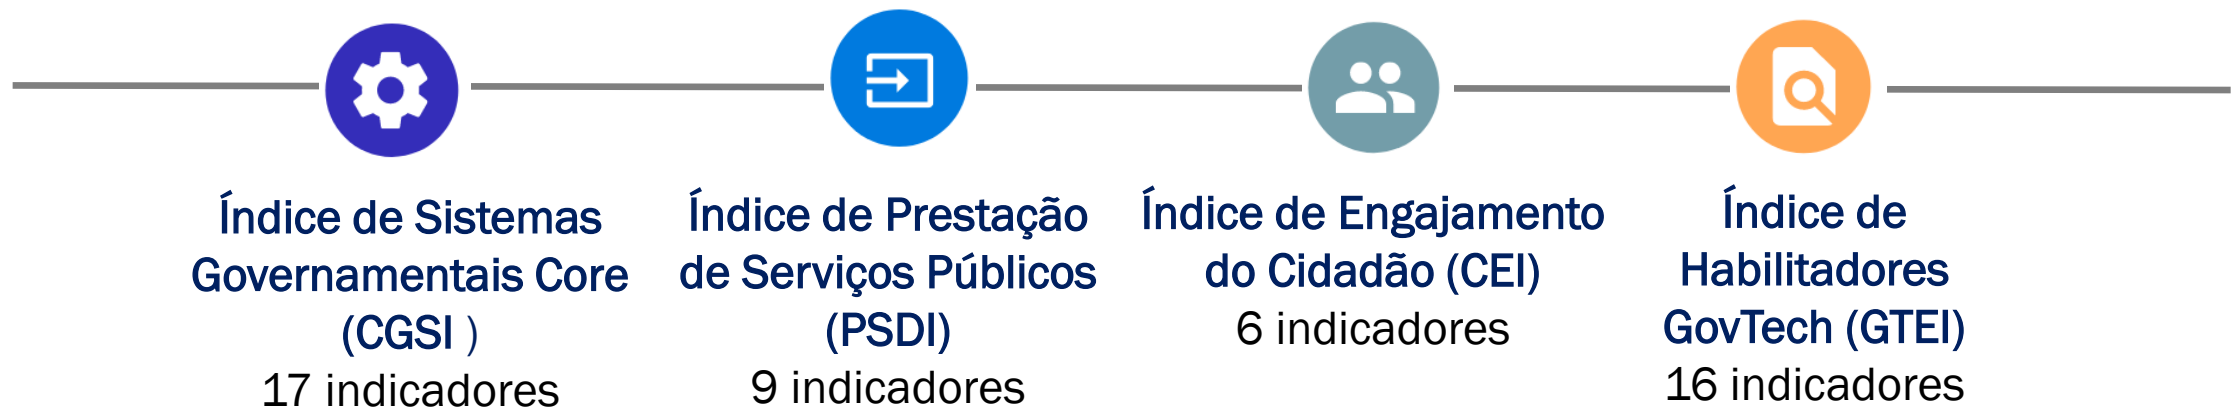 Índice de Sistemas
Governamentais Core
(CGSI )
17 indicadores
Índice de Prestação
de Serviços Públicos
(PSDI)
9 indicadores
Índice de Engajamento
do Cidadão (CEI)
6 indicadores
Índice de
Habilitadores
GovTech (GTEI)
16 indicadores